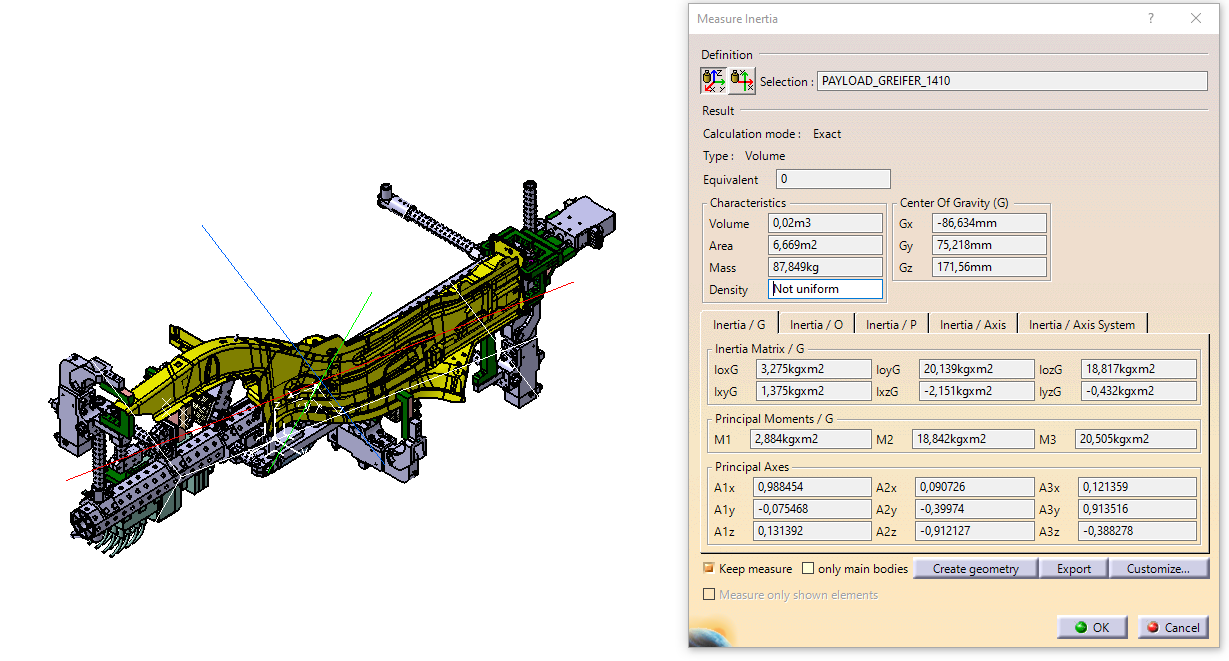 Measure Inertia ?
Definition
Selection : PAYLOAD_GREIFER_1410
Result
Calculation mode : Exact
Type : Volume
Equivalent 0
Characteristics
Volume 0,02m3
Area 6,669m2
Mass 87,849kg
Density Not uniform
Center Of Gravity (G)
Gx -86,634mm
Gy 75,218mm
Gz 171,56mm
Inertia / G Inertia / O Inertia / P Inertia / Axis Inertia / Axis System
Inertia Matrix / G
IoxG 3,275kgxm2 IoyG 20,139kgxm2 IozG 18,817kgxm2
IxyG 1,375kgxm2 IxzG -2,151kgxm2 IyzG -0,432kgxm2
Principal Moments / G
M1 2,884kgxm2 M2 18,842kgxm2 M3 20,505kgxm2
Principal Axes
A1x 0,988454 A2x 0,090726 A3x 0,121359
A1y -0,075468 A2y -0,39974 A3y 0,913516
A1z 0,131392 A2z -0,912127 A3z -0,388278
Keep measure only main bodies Create geometry Export Customize...
Measure only shown elements
OK Cancel